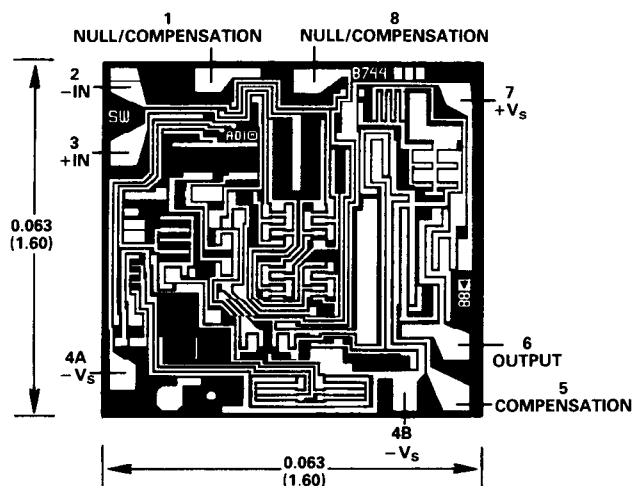 1
NULL/COMPENSATION
8
NULL/COMPENSATION
2
−IN
8744
7
+VS
SW
ADI
3
+IN
0.063
(1.60)
88
6
OUTPUT
4A
−VS
5
COMPENSATION
4B
−VS
0.063
(1.60)